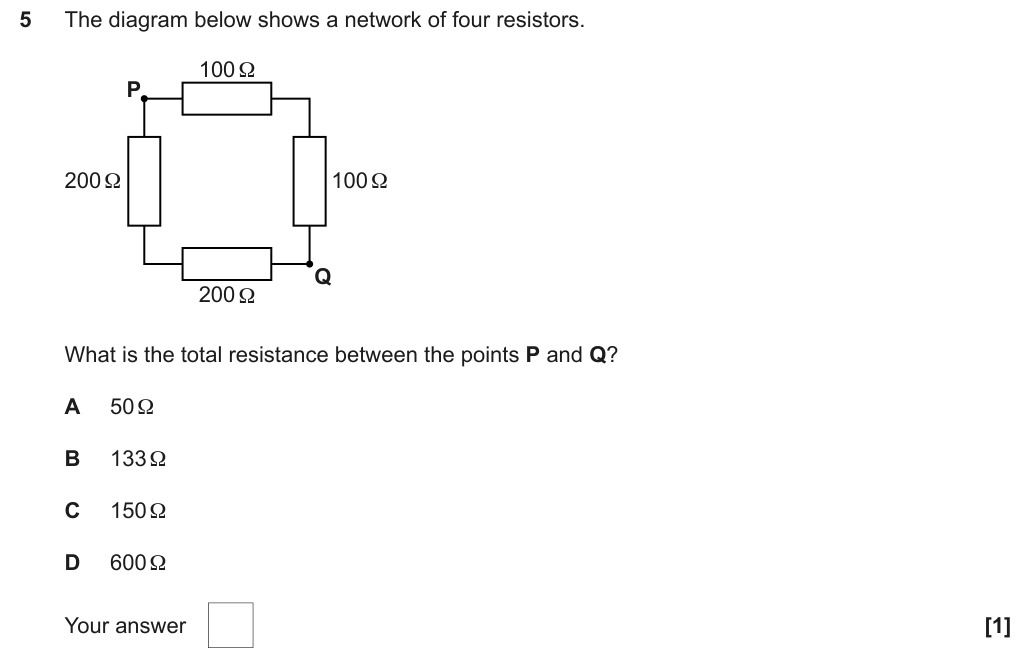 5 The diagram below shows a network of four resistors.
100 Ω
P
200 Ω
100 Ω
Q
200 Ω
What is the total resistance between the points P and Q?
A 50 Ω
B 133 Ω
C 150 Ω
D 600 Ω
Your answer
[1]